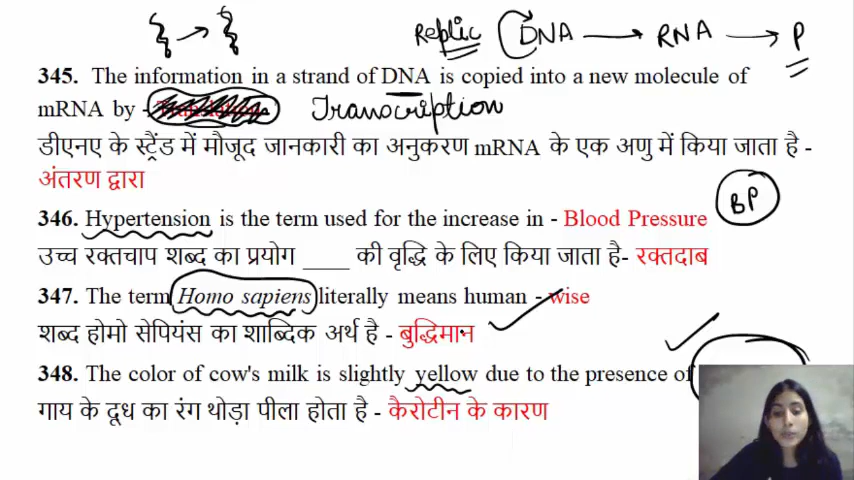 Replic DNA → RNA → P
345. The information in a strand of DNA is copied into a new molecule of
mRNA by - Transcription
डीएनए के स्ट्रैंड में मौजूद जानकारी का अनुकरण mRNA के एक अणु में किया जाता है -
अंतरण द्वारा
BP
346. Hypertension is the term used for the increase in - Blood Pressure
उच्च रक्तचाप शब्द का प्रयोग ____ की वृद्धि के लिए किया जाता है- रक्तदाब
347. The term Homo sapiens literally means human - wise
शब्द होमो सेपियंस का शाब्दिक अर्थ है - बुद्धिमान
348. The color of cow's milk is slightly yellow due to the presence of
गाय के दूध का रंग थोड़ा पीला होता है - कैरोटीन के कारण